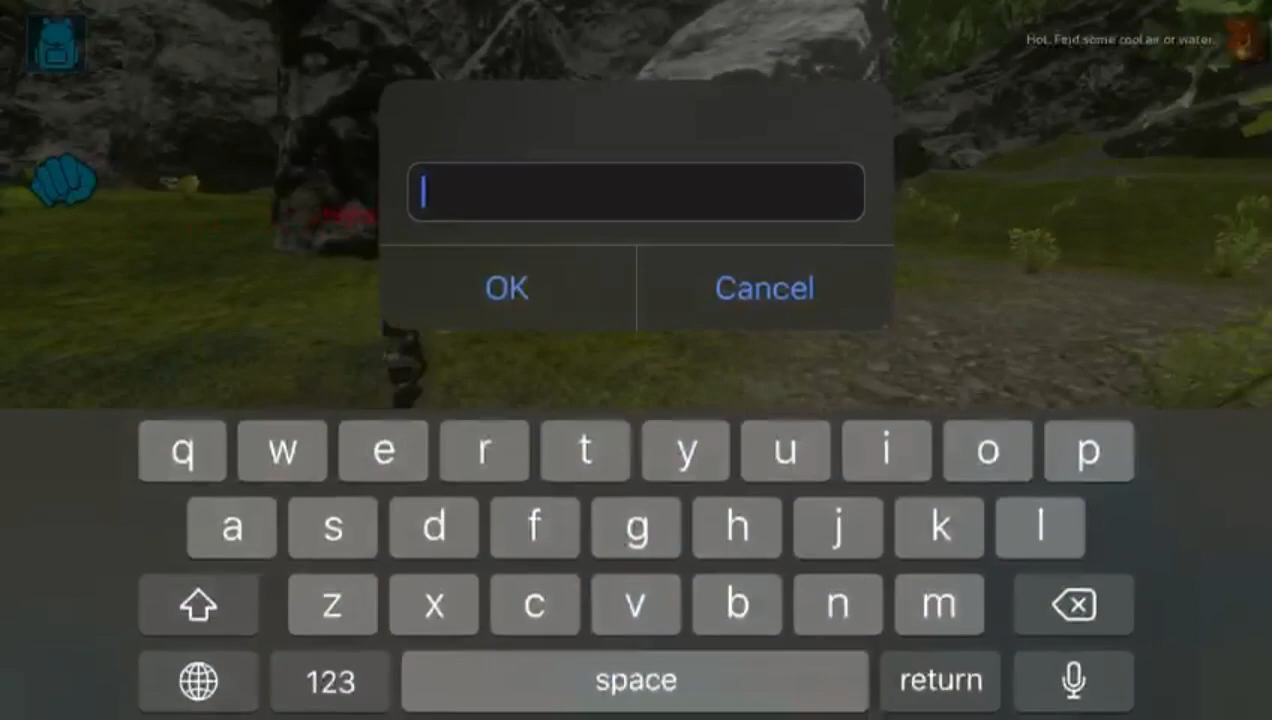 Hot. Find some cool air or water.
OK
Cancel
q w e r t y u i o p
a s d f g h j k l
z x c v b n m
123
space
return